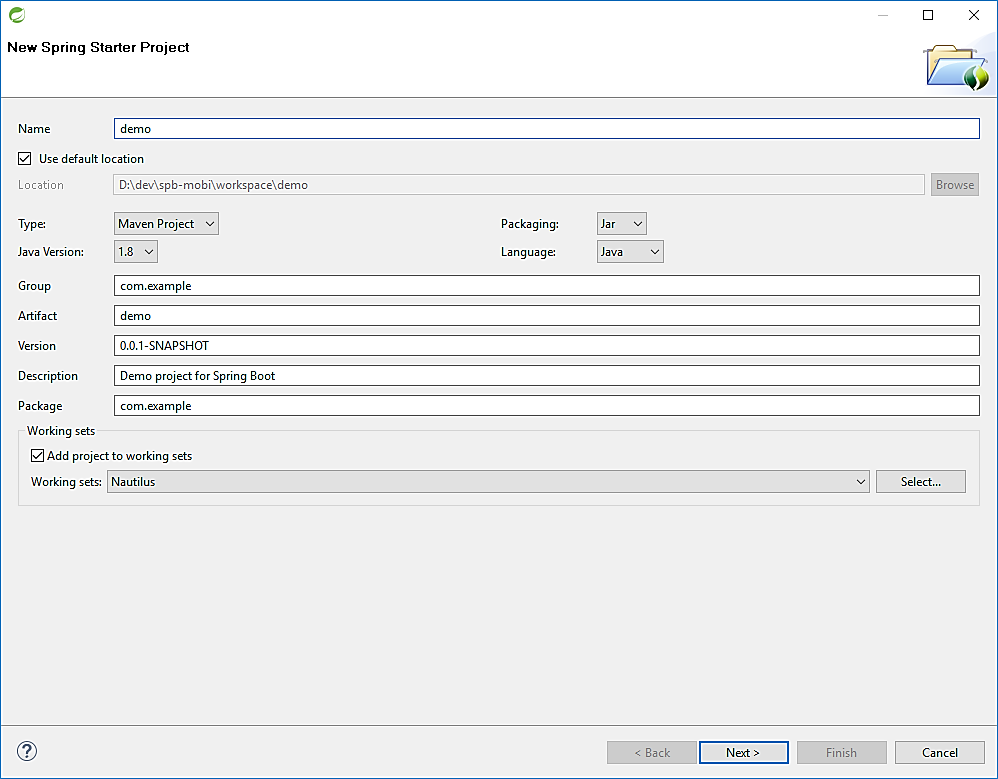 New Spring Starter Project
Name demo
Use default location
Location D:\dev\spb-mobi\workspace\demo Browse
Type: Maven Project Packaging: Jar
Java Version: 1.8 Language: Java
Group com.example
Artifact demo
Version 0.0.1-SNAPSHOT
Description Demo project for Spring Boot
Package com.example
Working sets
Add project to working sets
Working sets: Nautilus Select...
? < Back Next > Finish Cancel